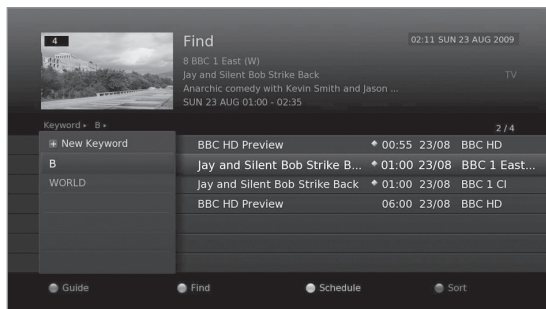 4
Find
02:11 SUN 23 AUG 2009
8 BBC 1 East (W)
Jay and Silent Bob Strike Back
TV
Anarchic comedy with Kevin Smith and Jason ...
SUN 23 AUG 01:00 - 02:35
Keyword ▸ B ▸
2 / 4
New Keyword
BBC HD Preview 00:55 23/08 BBC HD
B
Jay and Silent Bob Strike B... 01:00 23/08 BBC 1 East...
WORLD
Jay and Silent Bob Strike Back 01:00 23/08 BBC 1 CI
BBC HD Preview 06:00 23/08 BBC HD
Guide Find Schedule Sort